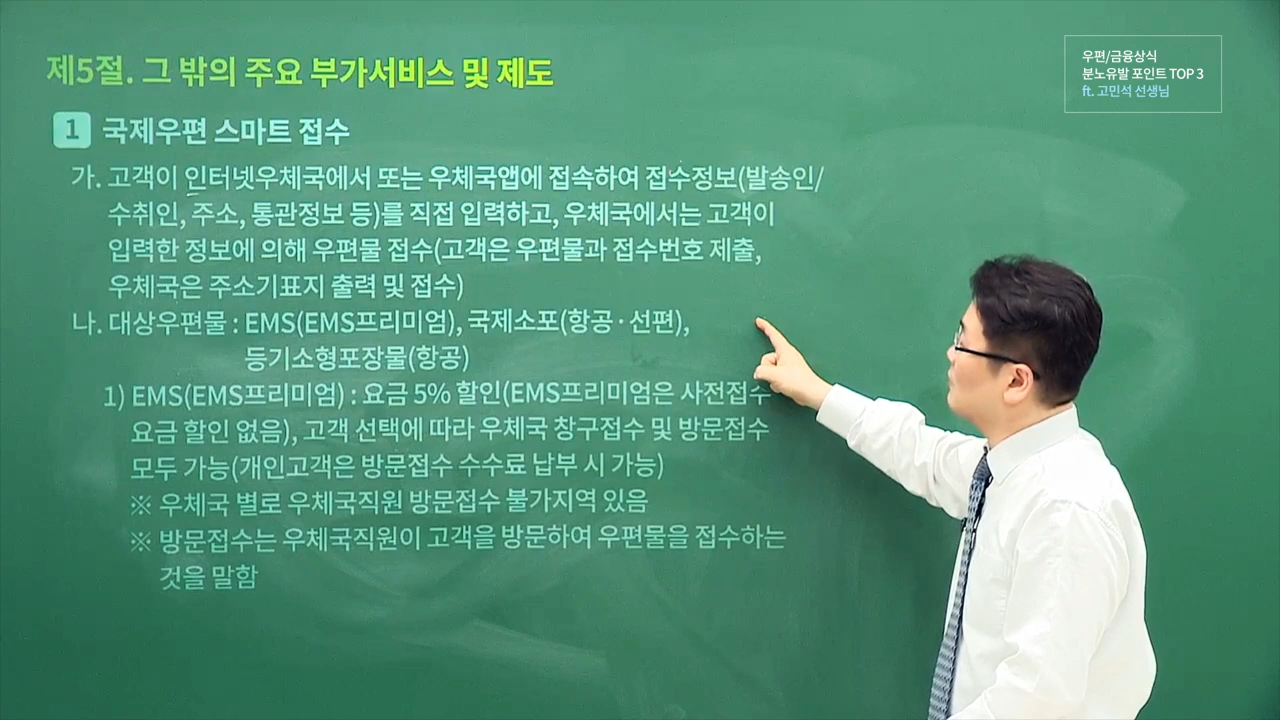 제5절. 그 밖의 주요 부가서비스 및 제도
우편/금융상식
분노유발 포인트 TOP 3
ft. 고민석 선생님
1 국제우편 스마트 접수
가. 고객이 인터넷우체국에서 또는 우체국앱에 접속하여 접수정보(발송인/
수취인, 주소, 통관정보 등)를 직접 입력하고, 우체국에서는 고객이
입력한 정보에 의해 우편물 접수(고객은 우편물과 접수번호 제출,
우체국은 주소기표지 출력 및 접수)
나. 대상우편물 : EMS(EMS프리미엄), 국제소포(항공·선편),
등기소형포장물(항공)
1) EMS(EMS프리미엄) : 요금 5% 할인(EMS프리미엄은 사전접수
요금 할인 없음), 고객 선택에 따라 우체국 창구접수 및 방문접수
모두 가능(개인고객은 방문접수 수수료 납부 시 가능)
※ 우체국 별로 우체국직원 방문접수 불가지역 있음
※ 방문접수는 우체국직원이 고객을 방문하여 우편물을 접수하는
것을 말함